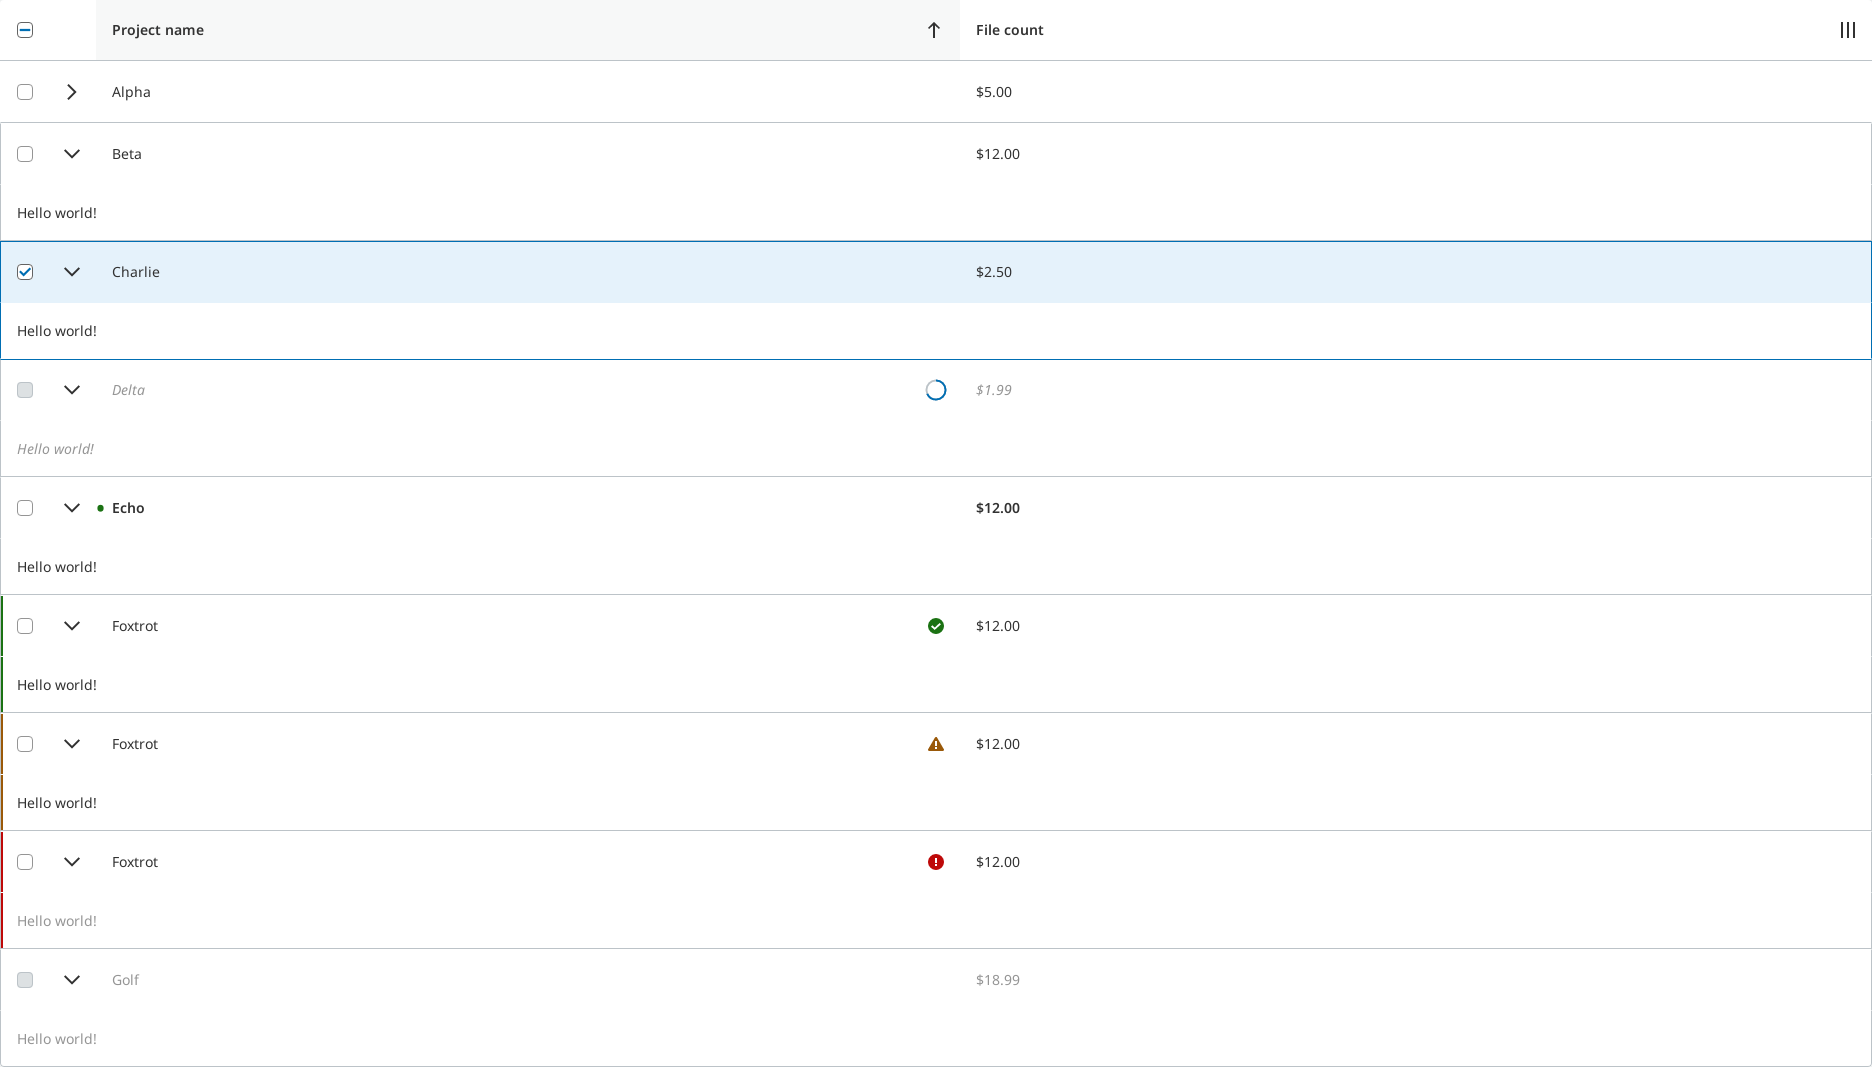 Project name File count
Alpha $5.00
Beta $12.00
Hello world!
Charlie $2.50
Hello world!
Delta $1.99
Hello world!
Echo $12.00
Hello world!
Foxtrot $12.00
Hello world!
Foxtrot $12.00
Hello world!
Foxtrot $12.00
Hello world!
Golf $18.99
Hello world!